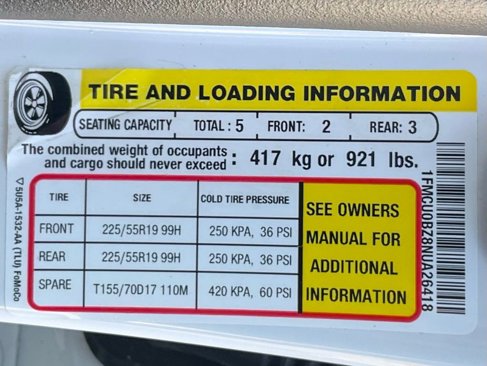 TIRE AND LOADING INFORMATION
SEATING CAPACITY TOTAL: 5 FRONT: 2 REAR: 3
The combined weight of occupants
and cargo should never exceed : 417 kg or 921 lbs.
TIRE SIZE COLD TIRE PRESSURE
FRONT 225/55R19 99H 250 KPA, 36 PSI
REAR 225/55R19 99H 250 KPA, 36 PSI
SPARE T155/70D17 110M 420 KPA, 60 PSI
SEE OWNERS
MANUAL FOR
ADDITIONAL
INFORMATION
▽ 5U5A-1532-AA (TLU) FoMoCo
1FMCU0BZ8NUA26418